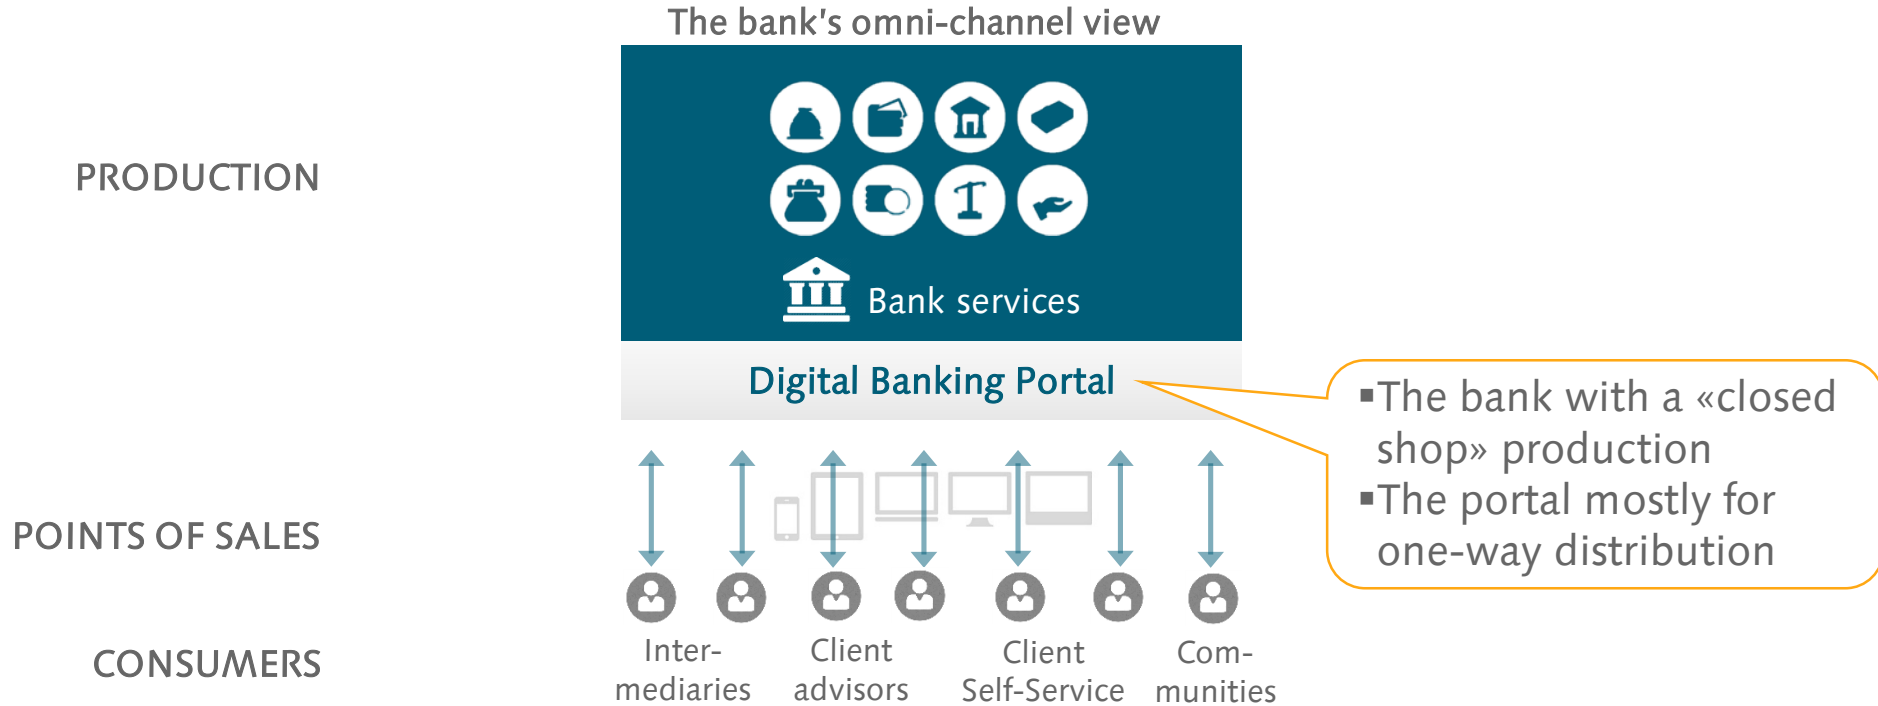 The bank's omni-channel view
PRODUCTION
Bank services
Digital Banking Portal
▪The bank with a «closed
shop» production
▪The portal mostly for
one-way distribution
POINTS OF SALES
CONSUMERS
Inter-
mediaries
Client
advisors
Client
Self-Service
Com-
munities